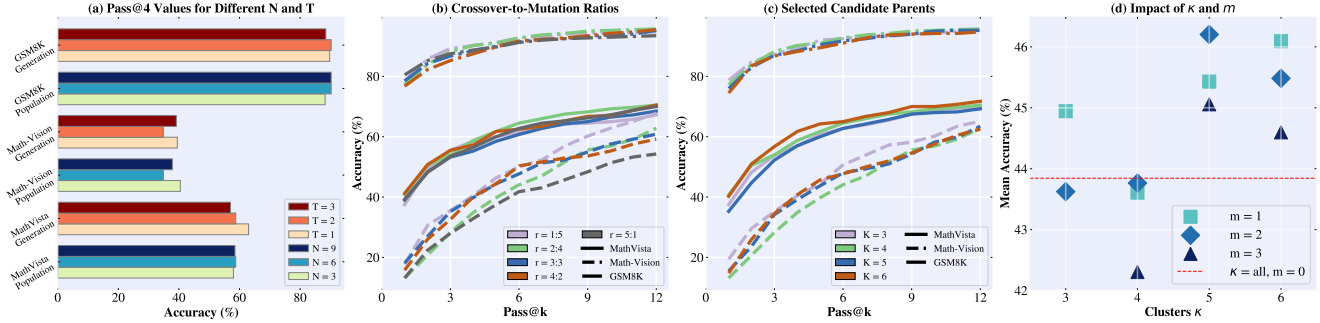 (a) Pass@4 Values for Different N and T
GSM8K
Generation
GSM8K
Population
Math-Vision
Generation
Math-Vision
Population
MathVista
Generation
MathVista
Population
T = 3
T = 2
T = 1
N = 9
N = 6
N = 3
0
20
40
60
80
Accuracy (%)
(b) Crossover-to-Mutation Ratios
Accuracy (%)
80
60
40
20
r = 1:5
r = 2:4
r = 3:3
r = 4:2
r = 5:1
MathVista
Math-Vision
GSM8K
0
3
6
9
12
Pass@k
(c) Selected Candidate Parents
Accuracy (%)
80
60
40
20
K = 3
K = 4
K = 5
K = 6
MathVista
Math-Vision
GSM8K
0
3
6
9
12
Pass@k
(d) Impact of κ and m
Mean Accuracy (%)
46
45
44
43
42
m = 1
m = 2
m = 3
κ = all, m = 0
3
4
5
6
Clusters κ